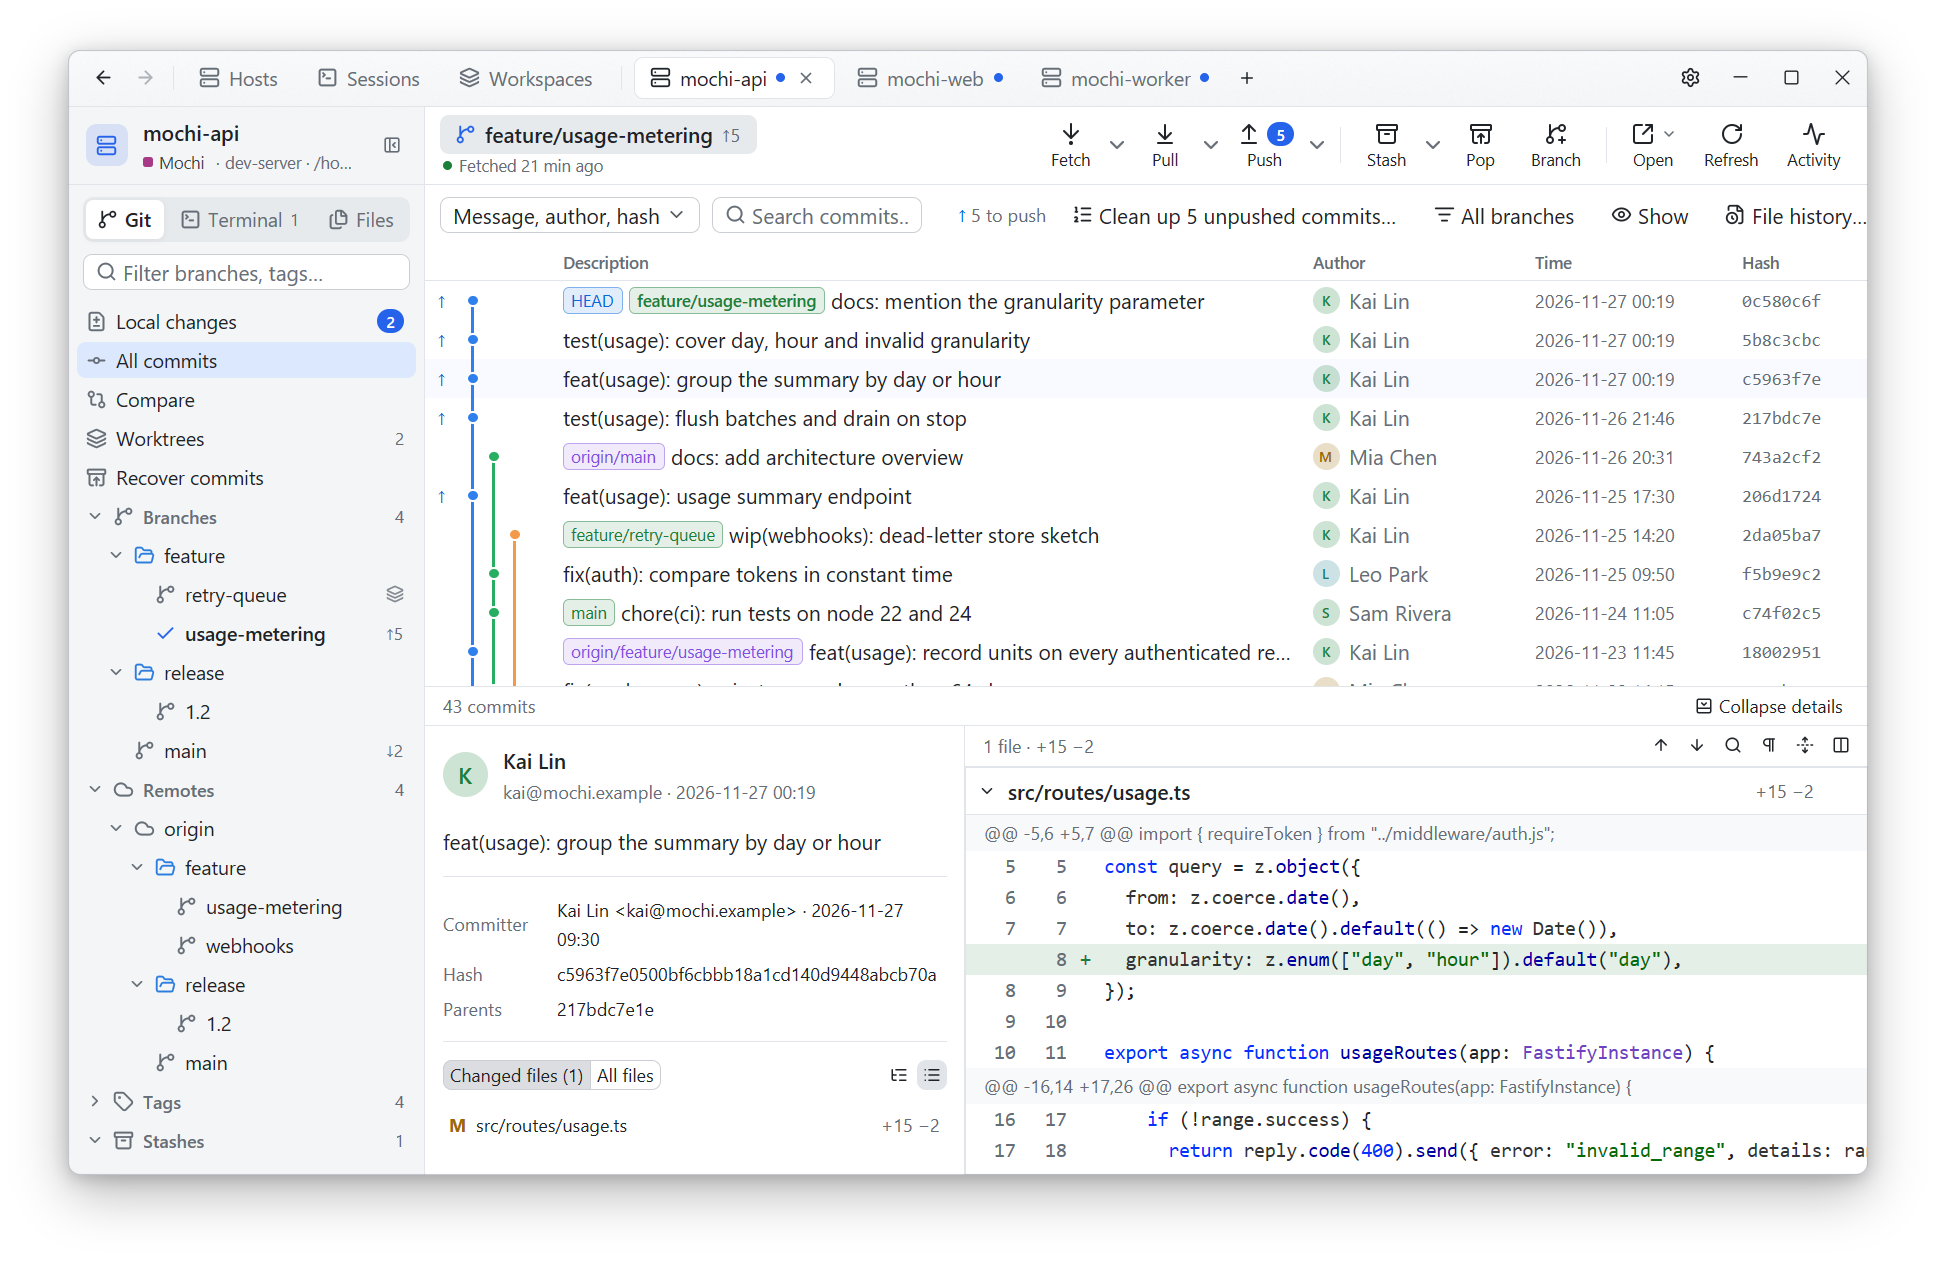 Hosts Sessions Workspaces mochi-api mochi-web mochi-worker
mochi-api
Mochi · dev-server · /ho...
feature/usage-metering ↑5
Fetched 21 min ago
Fetch Pull Push 5 Stash Pop Branch Open Refresh Activity
Git Terminal 1 Files
Message, author, hash Search commits.. ↑5 to push Clean up 5 unpushed commits... All branches Show File history...
Filter branches, tags...
Local changes 2
All commits
Compare
Worktrees 2
Recover commits
Branches 4
feature
retry-queue
usage-metering ↑5
release
1.2
main ↓2
Remotes 4
origin
feature
usage-metering
webhooks
release
1.2
main
Tags 4
Stashes 1
Description Author Time Hash
↑ HEAD feature/usage-metering docs: mention the granularity parameter K Kai Lin 2026-11-27 00:19 0c580c6f
↑ test(usage): cover day, hour and invalid granularity K Kai Lin 2026-11-27 00:19 5b8c3cbc
↑ feat(usage): group the summary by day or hour K Kai Lin 2026-11-27 00:19 c5963f7e
↑ test(usage): flush batches and drain on stop K Kai Lin 2026-11-26 21:46 217bdc7e
origin/main docs: add architecture overview M Mia Chen 2026-11-26 20:31 743a2cf2
↑ feat(usage): usage summary endpoint K Kai Lin 2026-11-25 17:30 206d1724
feature/retry-queue wip(webhooks): dead-letter store sketch K Kai Lin 2026-11-25 14:20 2da05ba7
fix(auth): compare tokens in constant time L Leo Park 2026-11-25 09:50 f5b9e9c2
main chore(ci): run tests on node 22 and 24 S Sam Rivera 2026-11-24 11:05 c74f02c5
origin/feature/usage-metering feat(usage): record units on every authenticated re... K Kai Lin 2026-11-23 11:45 18002951
43 commits Collapse details
K Kai Lin
kai@mochi.example · 2026-11-27 00:19
feat(usage): group the summary by day or hour
Committer Kai Lin <kai@mochi.example> · 2026-11-27
09:30
Hash c5963f7e0500bf6cbbb18a1cd140d9448abcb70a
Parents 217bdc7e1e
Changed files (1) All files
M src/routes/usage.ts +15 −2
1 file · +15 −2
src/routes/usage.ts +15 −2
@@ -5,6 +5,7 @@ import { requireToken } from "../middleware/auth.js";
5 5 const query = z.object({
6 6 from: z.coerce.date(),
7 7 to: z.coerce.date().default(() => new Date()),
8 + granularity: z.enum(["day", "hour"]).default("day"),
8 9 });
9 10
10 11 export async function usageRoutes(app: FastifyInstance) {
@@ -16,14 +17,26 @@ export async function usageRoutes(app: FastifyInstance) {
16 17 if (!range.success) {
17 18 return reply.code(400).send({ error: "invalid_range", details: ra